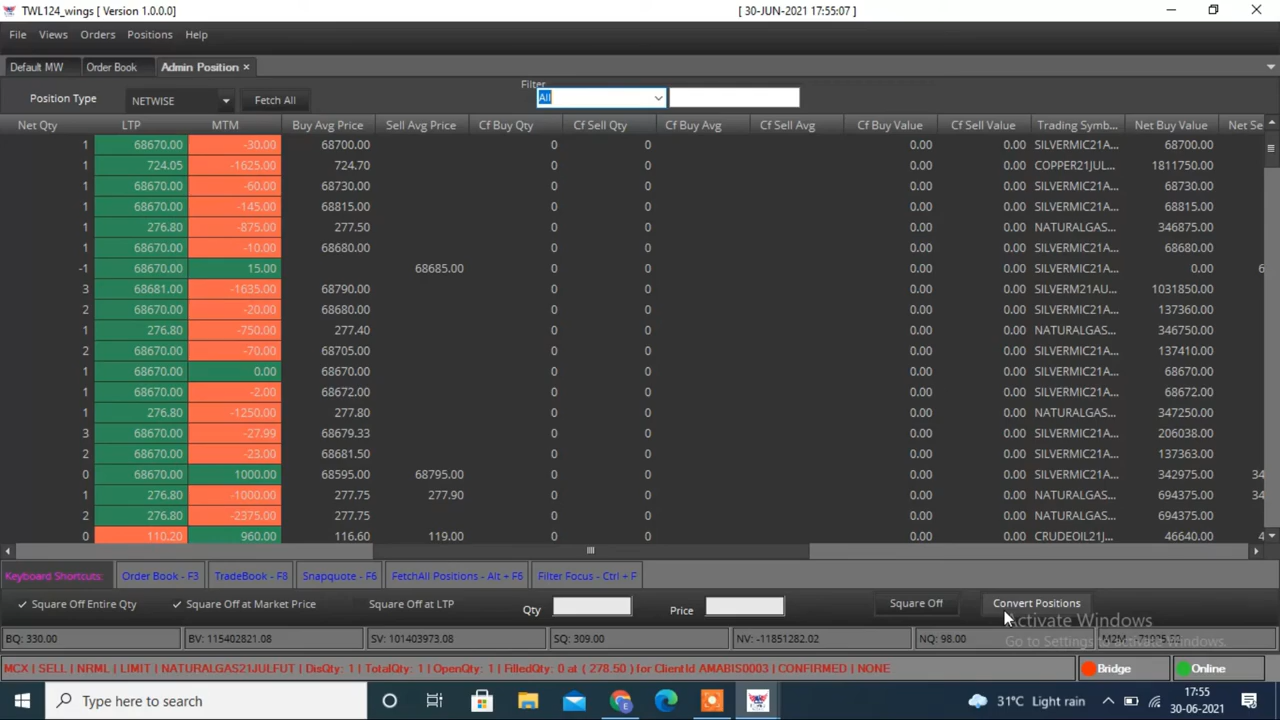 TWL124_wings [ Version 1.0.0.0] [ 30-JUN-2021 17:55:07 ]
File Views Orders Positions Help
Default MW Order Book Admin Position ×
Filter
Position Type NETWISE Fetch All All
Net Qty LTP MTM Buy Avg Price Sell Avg Price Cf Buy Qty Cf Sell Qty Cf Buy Avg Cf Sell Avg Cf Buy Value Cf Sell Value Trading Symb... Net Buy Value Net Se
1 68670.00 -30.00 68700.00 0 0 0.00 0.00 SILVERMIC21A... 68700.00
1 724.05 -1625.00 724.70 0 0 0.00 0.00 COPPER21JUL... 1811750.00
1 68670.00 -60.00 68730.00 0 0 0.00 0.00 SILVERMIC21A... 68730.00
1 68670.00 -145.00 68815.00 0 0 0.00 0.00 SILVERMIC21A... 68815.00
1 276.80 -875.00 277.50 0 0 0.00 0.00 NATURALGAS... 346875.00
1 68670.00 -10.00 68680.00 0 0 0.00 0.00 SILVERMIC21A... 68680.00
-1 68670.00 15.00 68685.00 0 0 0.00 0.00 SILVERMIC21A... 0.00 6
3 68681.00 -1635.00 68790.00 0 0 0.00 0.00 SILVERM21AU... 1031850.00
2 68670.00 -20.00 68680.00 0 0 0.00 0.00 SILVERMIC21A... 137360.00
1 276.80 -750.00 277.40 0 0 0.00 0.00 NATURALGAS... 346750.00
2 68670.00 -70.00 68705.00 0 0 0.00 0.00 SILVERMIC21A... 137410.00
1 68670.00 0.00 68670.00 0 0 0.00 0.00 SILVERMIC21A... 68670.00
1 68670.00 -2.00 68672.00 0 0 0.00 0.00 SILVERMIC21A... 68672.00
1 276.80 -1250.00 277.80 0 0 0.00 0.00 NATURALGAS... 347250.00
3 68670.00 -27.99 68679.33 0 0 0.00 0.00 SILVERMIC21A... 206038.00
2 68670.00 -23.00 68681.50 0 0 0.00 0.00 SILVERMIC21A... 137363.00
0 68670.00 1000.00 68595.00 68795.00 0 0 0.00 0.00 SILVERMIC21A... 342975.00 34
1 276.80 -1000.00 277.75 277.90 0 0 0.00 0.00 NATURALGAS... 694375.00 34
2 276.80 -2375.00 277.75 0 0 0.00 0.00 NATURALGAS... 694375.00
0 110.20 960.00 116.60 119.00 0 0 0.00 0.00 CRUDEOIL21J... 46640.00 4
Keyboard Shortcuts: Order Book - F3 TradeBook - F8 Snapquote - F6 FetchAll Positions - Alt + F6 Filter Focus - Ctrl + F
Square Off Entire Qty Square Off at Market Price Square Off at LTP Qty Price Square Off Convert Positions
Activate Windows
BQ: 330.00 BV: 115402821.08 SV: 101403973.08 SQ: 309.00 NV: -11851282.02 NQ: 98.00
Go to Settings to activate Windows.
MCX | SELL | NRML | LIMIT | NATURALGAS21JULFUT | DisQty: 1 | TotalQty: 1 | OpenQty: 1 | FilledQty: 0 at ( 278.50 ) for ClientId AMABIS0003 | CONFIRMED | NONE Bridge Online
Type here to search 31°C Light rain 17:55
30-06-2021